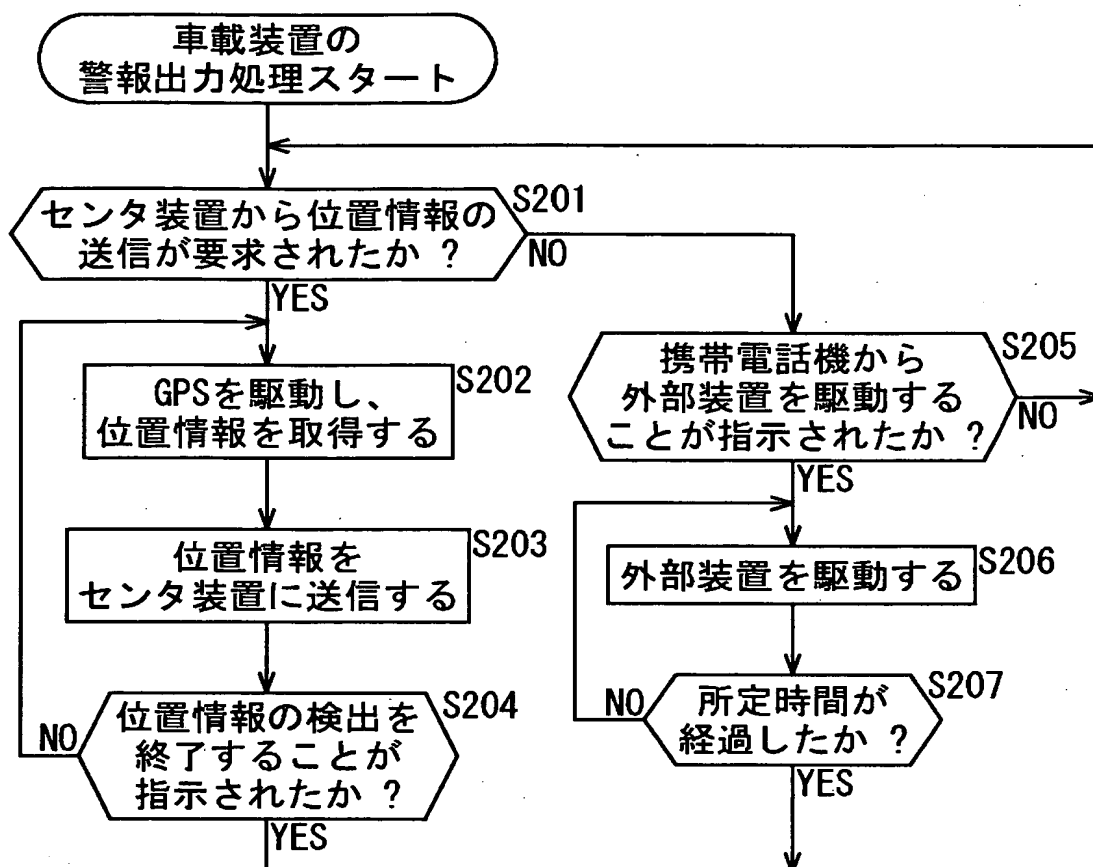 車載装置の
警報出力処理スタート
センタ装置から位置情報の
送信が要求されたか ?
S201
NO
YES
GPSを駆動し、
位置情報を取得する
S202
位置情報を
センタ装置に送信する
S203
位置情報の検出を
終了することが
指示されたか ?
S204
NO
YES
携帯電話機から
外部装置を駆動する
ことが指示されたか ?
S205
NO
YES
外部装置を駆動する
S206
所定時間が
経過したか ?
S207
NO
YES